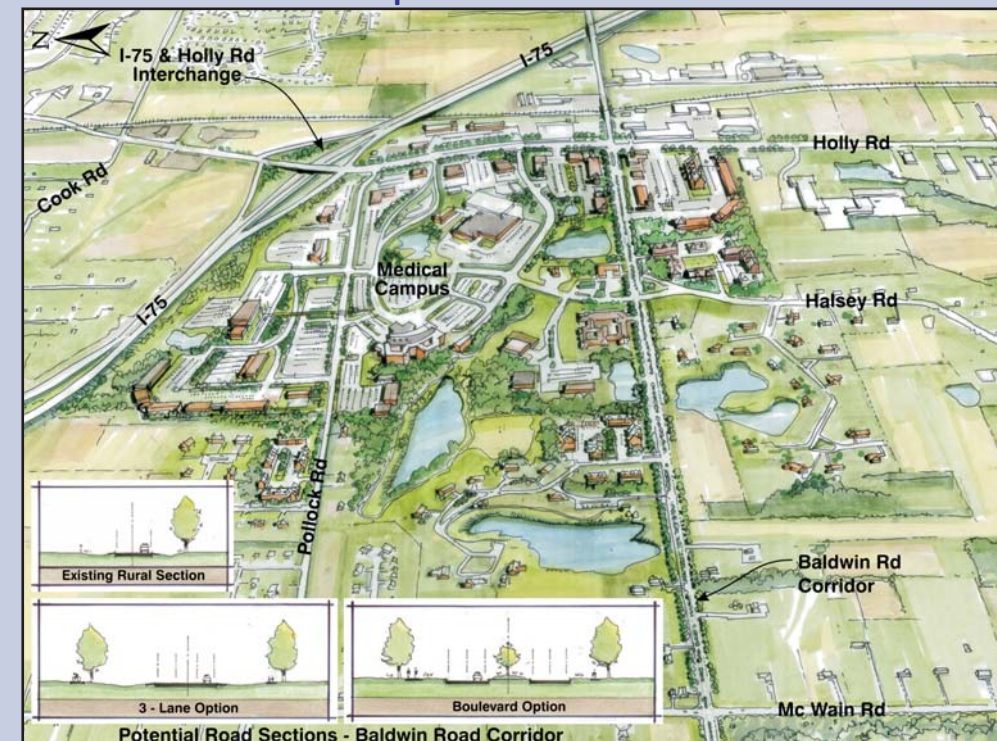 N
I-75 & Holly Rd
Interchange
I-75
Holly Rd
Cook Rd
Medical
Campus
Halsey Rd
I-75
Pollock Rd
Existing Rural Section
Baldwin Rd
Corridor
3 - Lane Option
Boulevard Option
Mc Wain Rd
Potential Road Sections - Baldwin Road Corridor